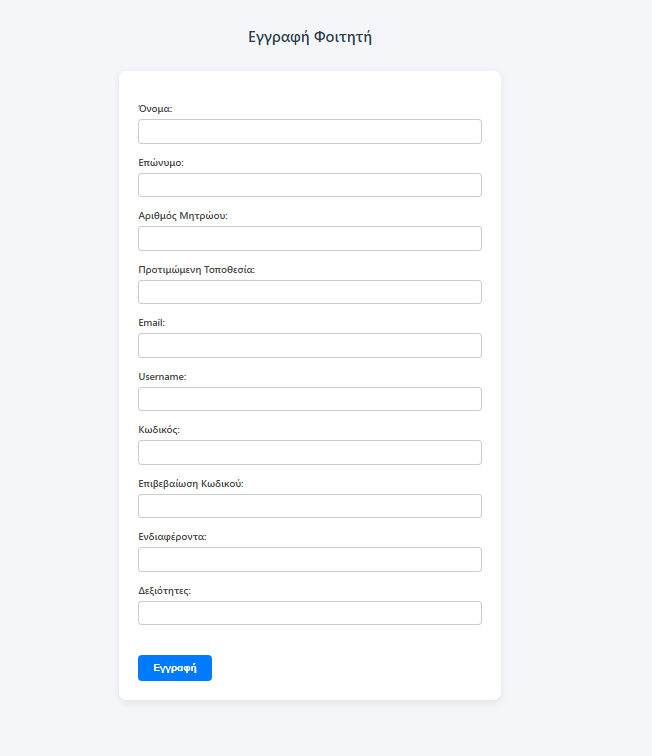 Εγγραφή Φοιτητή
Όνομα:
Επώνυμο:
Αριθμός Μητρώου:
Προτιμώμενη Τοποθεσία:
Email:
Username:
Κωδικός:
Επιβεβαίωση Κωδικού:
Ενδιαφέροντα:
Δεξιότητες:
Εγγραφή